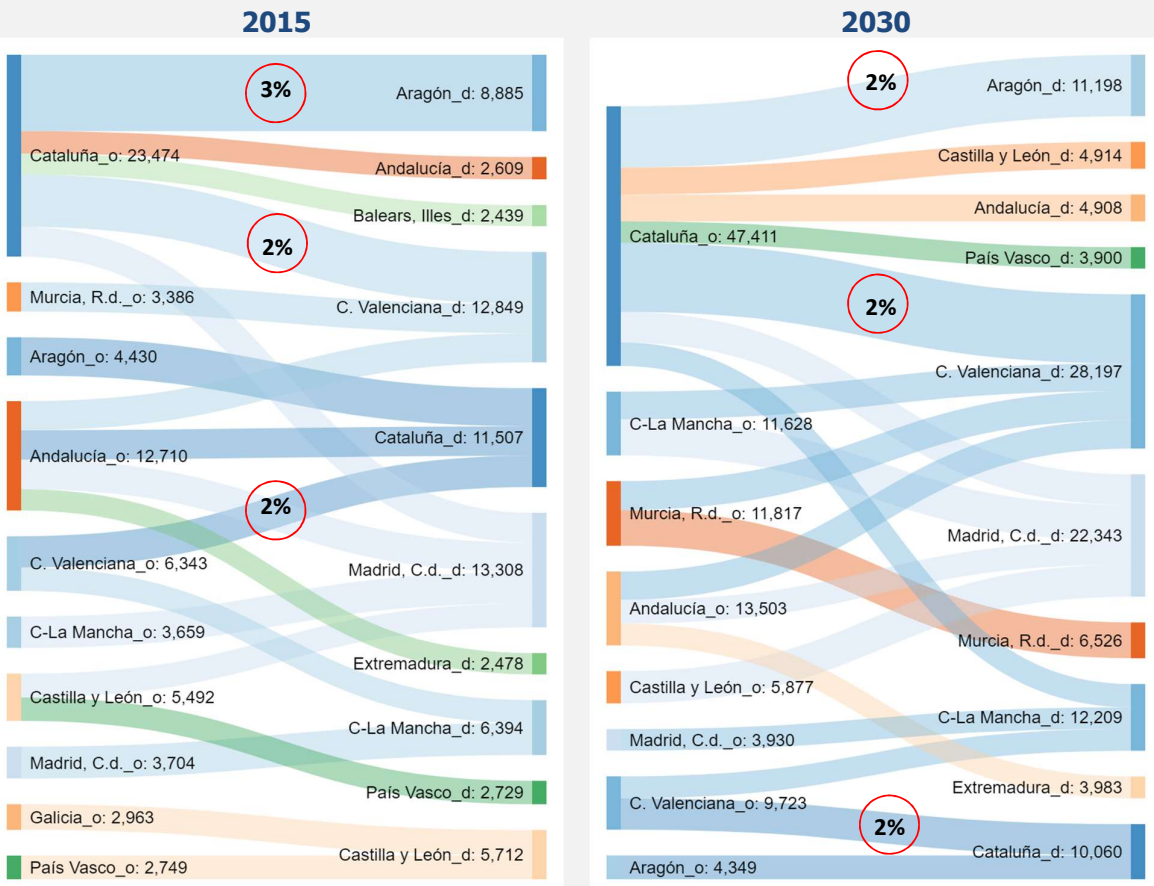 2015
3%
Aragón_d: 8,885
Cataluña_o: 23,474
Andalucía_d: 2,609
Balears, Illes_d: 2,439
2%
Murcia, R.d._o: 3,386
C. Valenciana_d: 12,849
Aragón_o: 4,430
Cataluña_d: 11,507
Andalucía_o: 12,710
2%
C. Valenciana_o: 6,343
Madrid, C.d._d: 13,308
C-La Mancha_o: 3,659
Extremadura_d: 2,478
Castilla y León_o: 5,492
C-La Mancha_d: 6,394
Madrid, C.d._o: 3,704
País Vasco_d: 2,729
Galicia_o: 2,963
Castilla y León_d: 5,712
País Vasco_o: 2,749
2030
2%
Aragón_d: 11,198
Castilla y León_d: 4,914
Andalucía_d: 4,908
Cataluña_o: 47,411
País Vasco_d: 3,900
2%
C. Valenciana_d: 28,197
C-La Mancha_o: 11,628
Murcia, R.d._o: 11,817
Madrid, C.d._d: 22,343
Andalucía_o: 13,503
Murcia, R.d._d: 6,526
Castilla y León_o: 5,877
C-La Mancha_d: 12,209
Madrid, C.d._o: 3,930
Extremadura_d: 3,983
C. Valenciana_o: 9,723
2%
Cataluña_d: 10,060
Aragón_o: 4,349